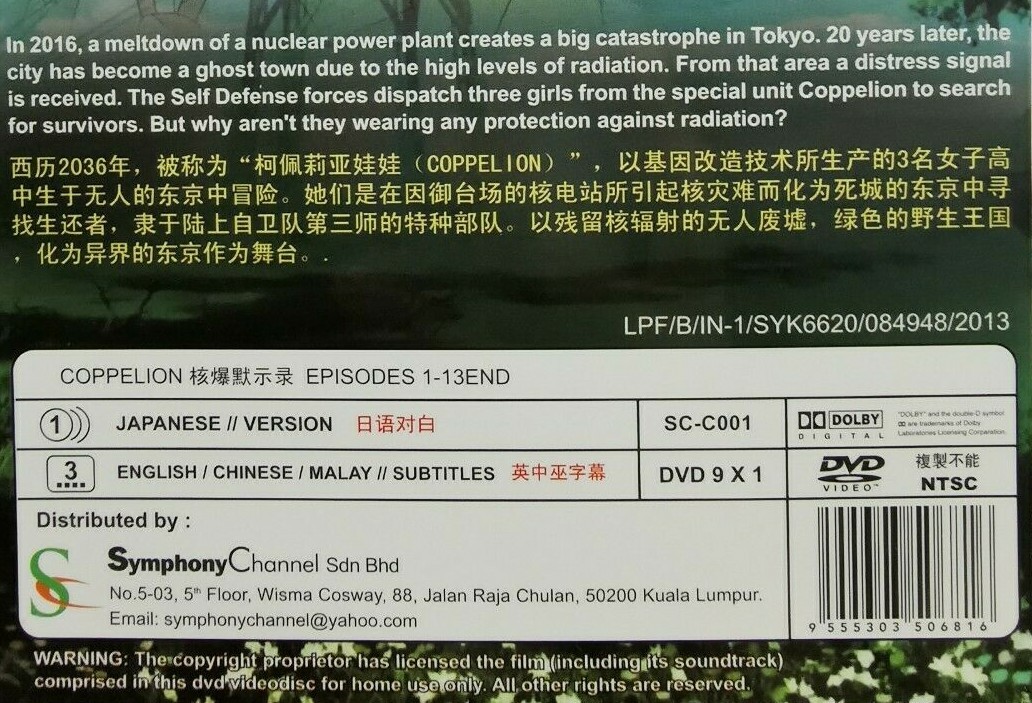 In 2016, a meltdown of a nuclear power plant creates a big catastrophe in Tokyo. 20 years later, the
city has become a ghost town due to the high levels of radiation. From that area a distress signal
is received. The Self Defense forces dispatch three girls from the special unit Coppelion to search
for survivors. But why aren't they wearing any protection against radiation?
西历2036年，被称为“柯佩莉亚娃娃（COPPELION）”，以基因改造技术所生产的3名女子高
中生于无人的东京中冒险。她们是在因御台场的核电站所引起核灾难而化为死城的东京中寻
找生还者，隶于陆上自卫队第三师的特种部队。以残留核辐射的无人废墟，绿色的野生王国
，化为异界的东京作为舞台。.
LPF/B/IN-1/SYK6620/084948/2013
COPPELION 核爆默示录 EPISODES 1-13END
1 JAPANESE // VERSION 日语对白
SC-C001
DOLBY
DIGITAL
"DOLBY" and the double-D symbol
are trademarks of Dolby
Laboratories Licensing Corporation
3 ENGLISH / CHINESE / MALAY // SUBTITLES 英中巫字幕
DVD 9 X 1
DVD
VIDEO™
複製不能
NTSC
Distributed by :
S
SymphonyChannel Sdn Bhd
No.5-03, 5th Floor, Wisma Cosway, 88, Jalan Raja Chulan, 50200 Kuala Lumpur.
Email: symphonychannel@yahoo.com
9 555303 506816
WARNING: The copyright proprietor has licensed the film (including its soundtrack)
comprised in this dvd videodisc for home use only. All other rights are reserved.